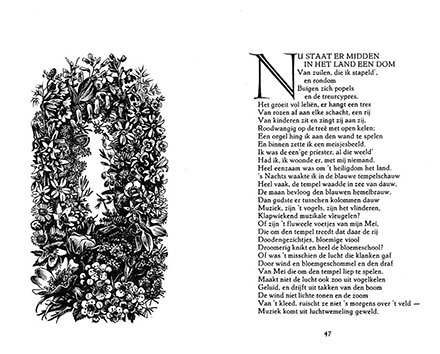 NU STAAT ER MIDDEN
IN HET LAND EEN DOM
Van zuilen, die ik stapeld',
en rondom
Buigen zich popels
en de treurcypres.
Het groeit vol leliën, er hangt een tres
Van rozen af aan elke schacht, een rij
Van kinderen zit en zingt zij aan zij,
Roodwangig op de treê met open kelen;
Een orgel hing ik aan den wand te spelen
En binnen zette ik een meisjesbeeld.
Ik was de een'ge priester, al die weeld'
Had ik, ik woonde er, met mij niemand.
Heel eenzaam was om 't heiligdom het land.
's Nachts waakte ik in de blauwe tempelschauw
Heel vaak, de tempel waadde in zee van dauw.
De maan bevloog den blauwen hemelbrauw.
Dan gudste er tusschen kolommen dauw
Muziek, zijn 't vogels, zijn het vlinderen,
Klapwiekend muzikale vleugelen?
Of zijn 't fluweele voetjes van mijn Mei,
Die om den tempel treedt dat daar de rij
Doodengezichtjes, bloemige viool
Droomerig knikt en heel de bloemeschool?
Of was 't misschien de lucht die klanken gaf
Door wind en bloemgeschommel en den draf
Van Mei die om den tempel liep te spelen.
Maakt niet de lucht ook zoo uit vogelkelen
Geluid, en drijft uit takken van den boom
De wind niet lichte tonen en de zoom
Van 't kleed, ruischt ze niet 's morgens over 't veld —
Muziek komt uit luchtwemeling geweld.
47